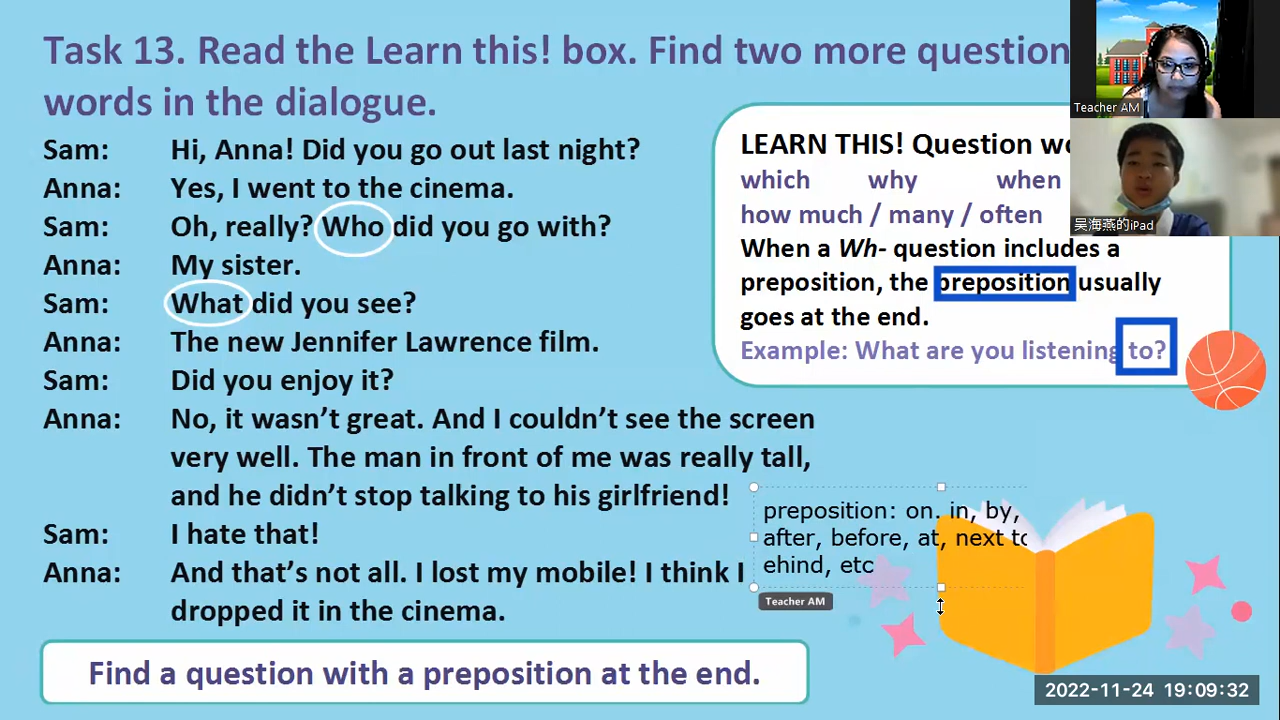 Task 13. Read the Learn this! box. Find two more question
words in the dialogue.
Sam: Hi, Anna! Did you go out last night?
Anna: Yes, I went to the cinema.
Sam: Oh, really? Who did you go with?
Anna: My sister.
Sam: What did you see?
Anna: The new Jennifer Lawrence film.
Sam: Did you enjoy it?
Anna: No, it wasn't great. And I couldn't see the screen
very well. The man in front of me was really tall,
and he didn't stop talking to his girlfriend!
Sam: I hate that!
Anna: And that's not all. I lost my mobile! I think I
dropped it in the cinema.
Find a question with a preposition at the end.
LEARN THIS! Question
which why when
how much / many / often
When a Wh- question includes a
preposition, the preposition usually
goes at the end.
Example: What are you listening to?
preposition: on. in, by,
after, before, at, next
ehind, etc
Teacher AM
Teacher AM
吴海燕的iPad
2022-11-24 19:09:32